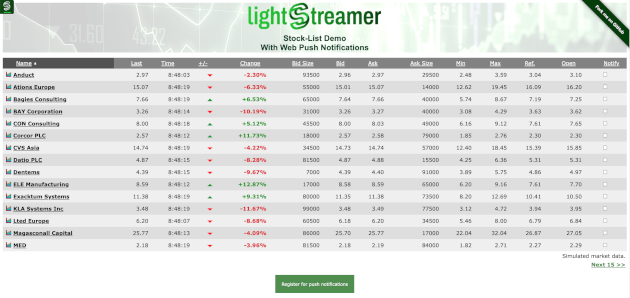 lightstreamer
Fork me on GitHub
Stock-List Demo
With Web Push Notifications
Name Last Time +/- Change Bid Size Bid Ask Ask Size Min Max Ref. Open Notify
Anduct 2.97 8:48:03 -2.30% 93500 2.96 2.97 29500 2.48 3.59 3.04 3.10
Ations Europe 15.07 8:48:19 -6.33% 55000 15.01 15.07 14000 12.62 19.45 16.09 16.20
Bagies Consulting 7.66 8:48:19 +6.53% 65000 7.64 7.66 40000 5.74 8.67 7.19 7.25
BAY Corporation 3.26 8:48:14 -10.19% 31000 3.26 3.27 40000 3.08 4.29 3.63 3.62
CON Consulting 8.00 8:48:18 +5.12% 45500 8.00 8.03 49000 6.16 9.12 7.61 7.65
Corcor PLC 2.57 8:48:12 +11.73% 18000 2.57 2.58 79000 1.85 2.76 2.30 2.30
CVS Asia 14.74 8:48:19 -4.22% 34500 14.73 14.74 57000 12.40 18.45 15.39 15.85
Datio PLC 4.87 8:48:15 -8.28% 81500 4.87 4.88 15500 4.25 6.36 5.31 5.31
Dentems 4.39 8:48:15 -9.67% 7000 4.39 4.40 91000 3.89 5.75 4.86 4.97
ELE Manufacturing 8.59 8:48:12 +12.87% 17000 8.58 8.59 65000 6.20 9.16 7.61 7.70
Exacktum Systems 11.38 8:48:19 +9.31% 80000 11.35 11.38 73500 8.20 12.69 10.41 10.50
KLA Systems Inc 3.48 8:48:19 -11.67% 99000 3.48 3.49 77500 3.12 4.72 3.94 3.95
Lted Europe 6.20 8:48:07 -8.68% 60500 6.18 6.20 34500 5.46 8.00 6.79 6.84
Magasconall Capital 25.77 8:48:13 -4.09% 86000 25.70 25.77 17000 22.04 32.04 26.87 27.05
MED 2.18 8:48:19 -3.96% 81500 2.18 2.19 84000 1.82 2.71 2.27 2.29
Simulated market data.
Next 15 >>
Register for push notifications